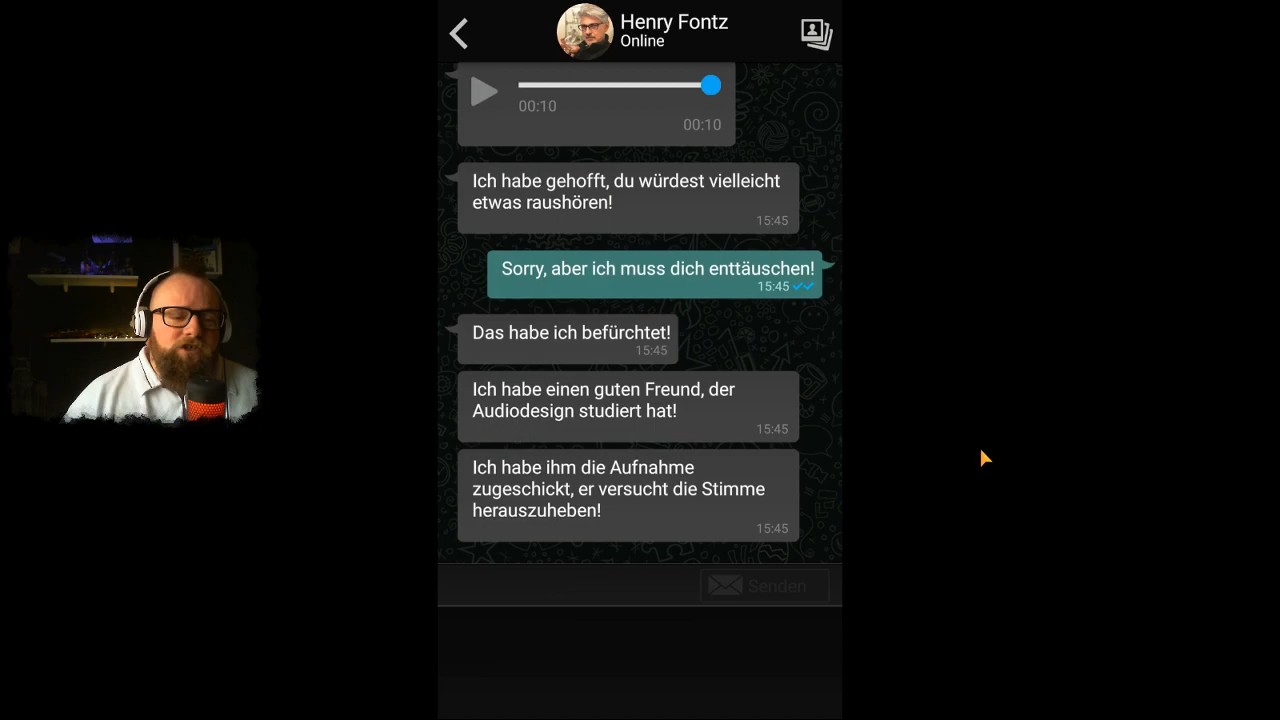 Henry Fontz
Online
00:10
00:10
Ich habe gehofft, du würdest vielleicht
etwas raushören!
15:45
Sorry, aber ich muss dich enttäuschen!
15:45
Das habe ich befürchtet!
15:45
Ich habe einen guten Freund, der
Audiodesign studiert hat!
15:45
Ich habe ihm die Aufnahme
zugeschickt, er versucht die Stimme
herauszuheben!
15:45
Senden